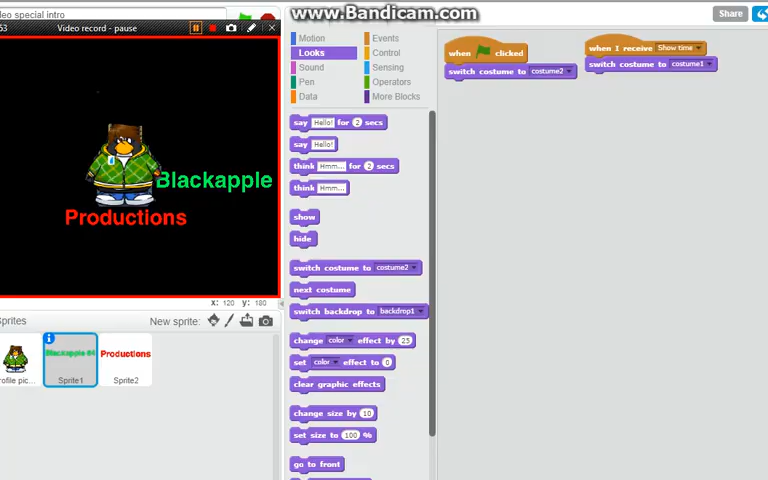 www.Bandicam.com
deo special intro
Share
53
Video record - pause
Motion
Events
Looks
Control
Sound
Sensing
Pen
Operators
Data
More Blocks
when clicked
switch costume to costume2
when I receive Show time
switch costume to costume1
say Hello! for 2 secs
say Hello!
think Hmm... for 2 secs
think Hmm...
show
hide
switch costume to costume2
next costume
switch backdrop to backdrop1
change color effect by 25
set color effect to 0
clear graphic effects
change size by 10
set size to 100 %
go to front
Blackapple
Productions
x: 120 y: 180
Sprites
New sprite:
Blackapple 64
Productions
rofile pic...
Sprite1
Sprite2